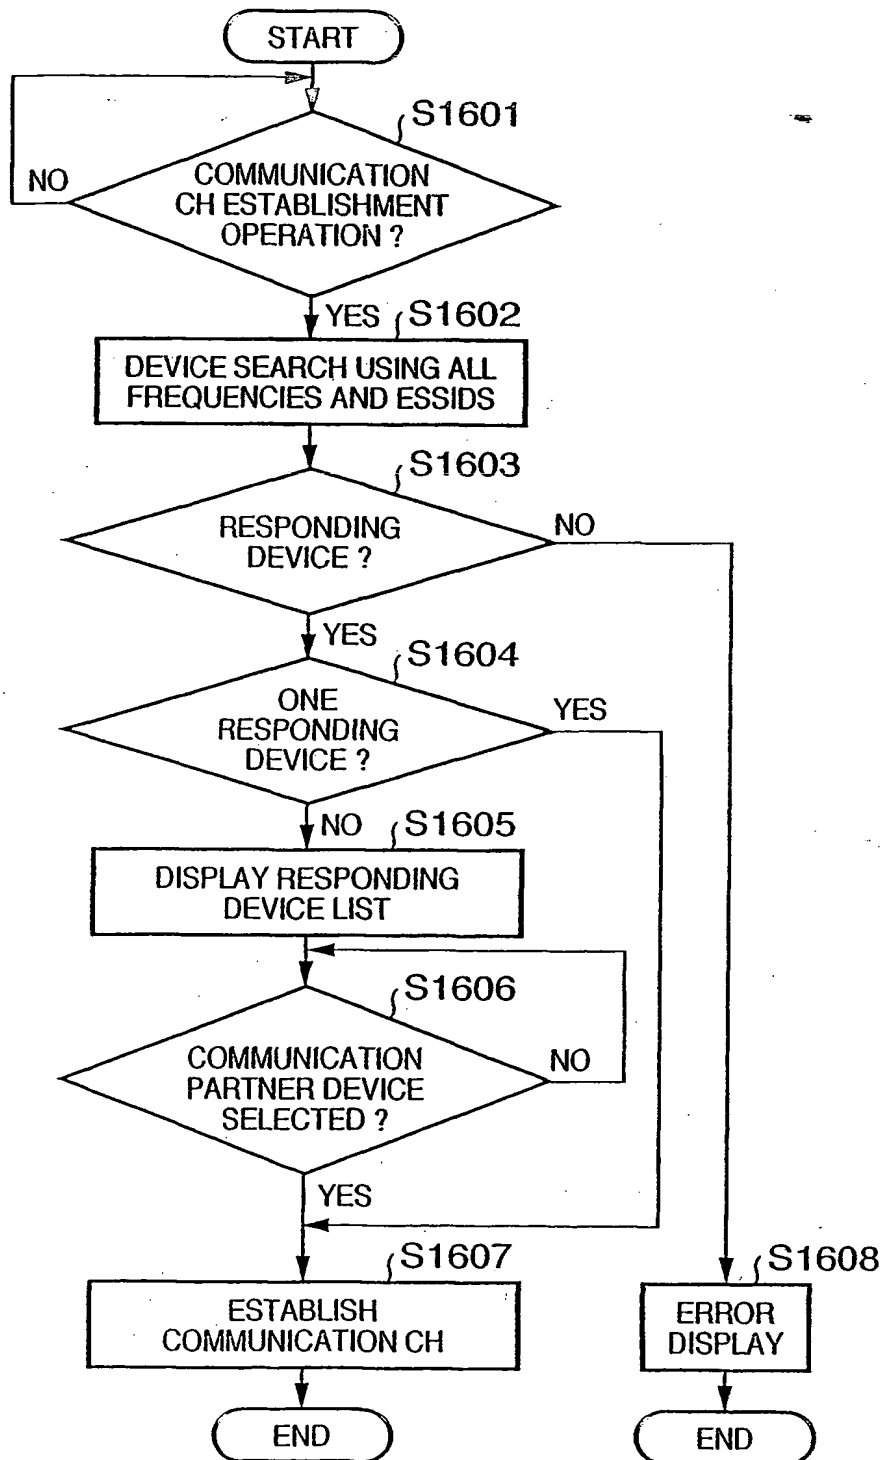 START
S1601
NO
COMMUNICATION
CH ESTABLISHMENT
OPERATION ?
YES
S1602
DEVICE SEARCH USING ALL
FREQUENCIES AND ESSIDS
S1603
RESPONDING
DEVICE ?
NO
YES
S1604
ONE
RESPONDING
DEVICE ?
YES
NO
S1605
DISPLAY RESPONDING
DEVICE LIST
S1606
COMMUNICATION
PARTNER DEVICE
SELECTED ?
NO
YES
S1607
ESTABLISH
COMMUNICATION CH
END
S1608
ERROR
DISPLAY
END